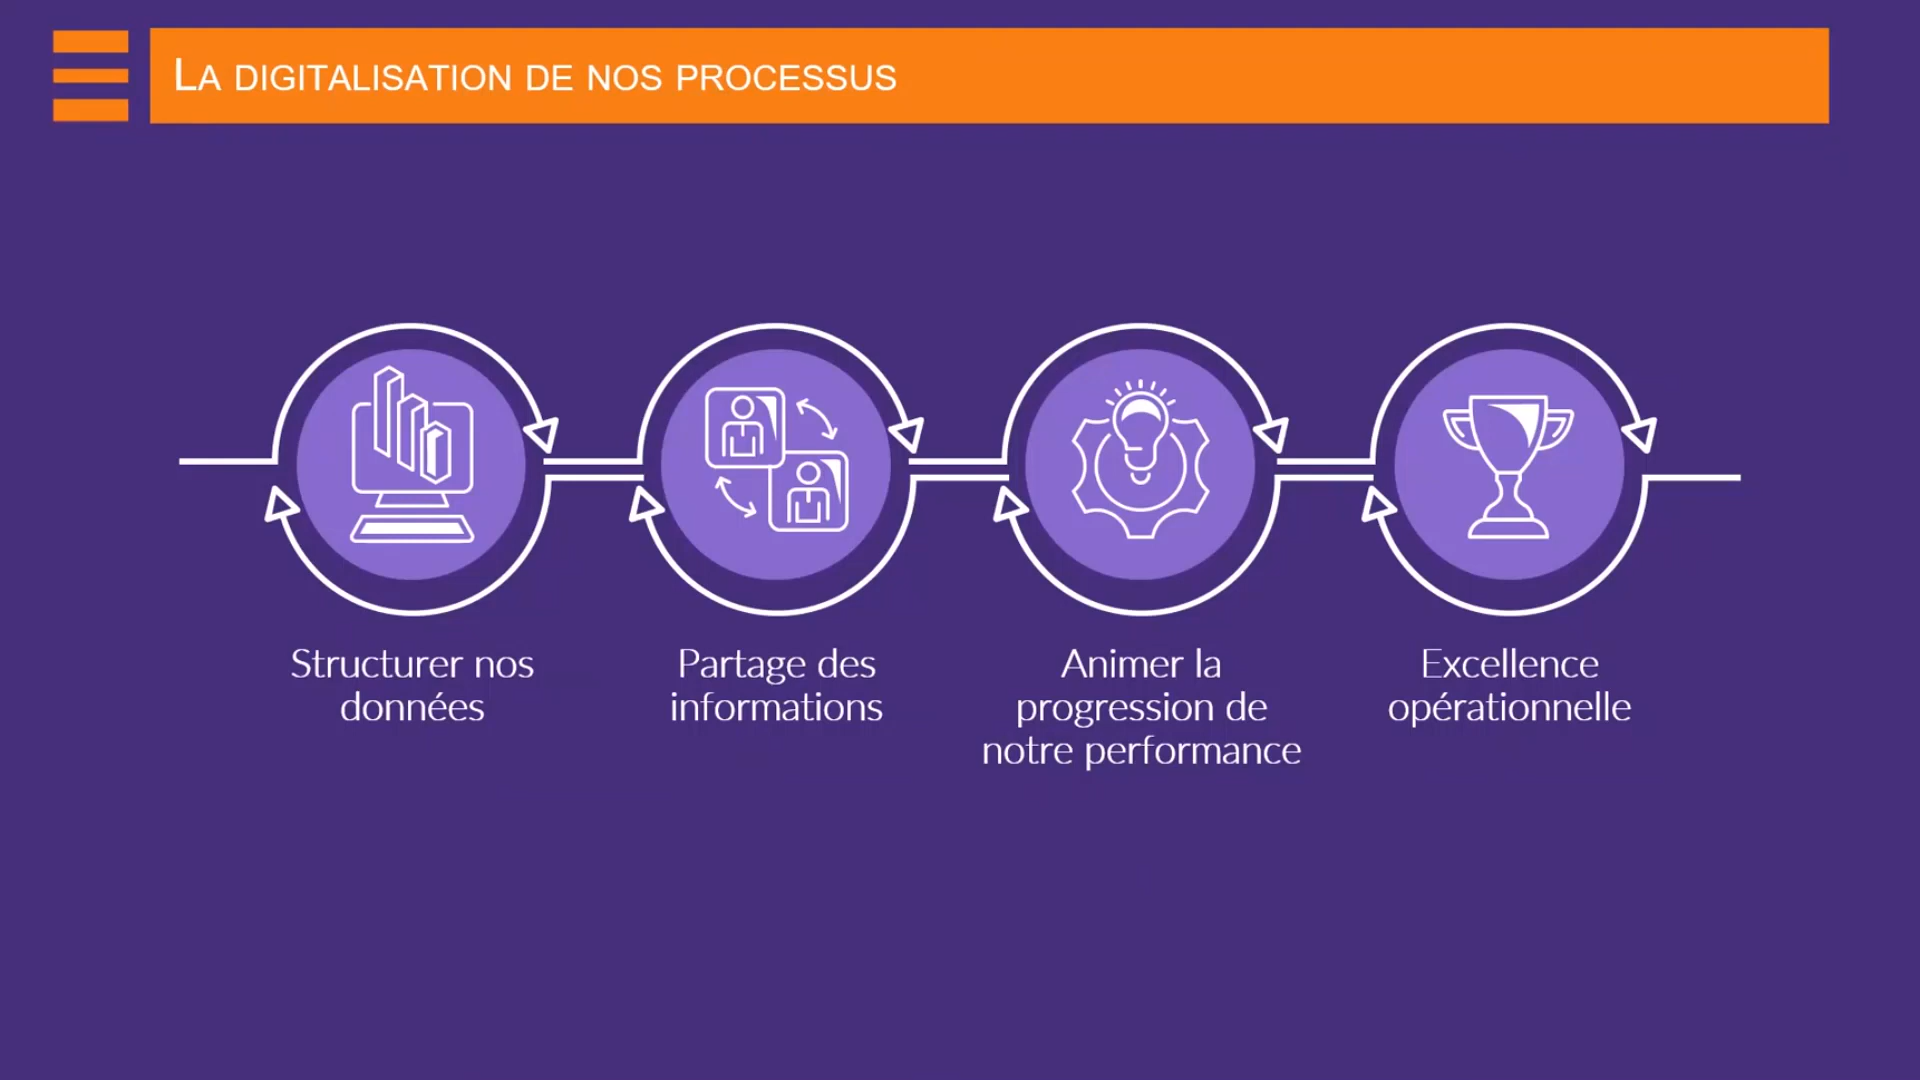 LA DIGITALISATION DE NOS PROCESSUS
Structurer nos
données
Partage des
informations
Animer la
progression de
notre performance
Excellence
opérationnelle